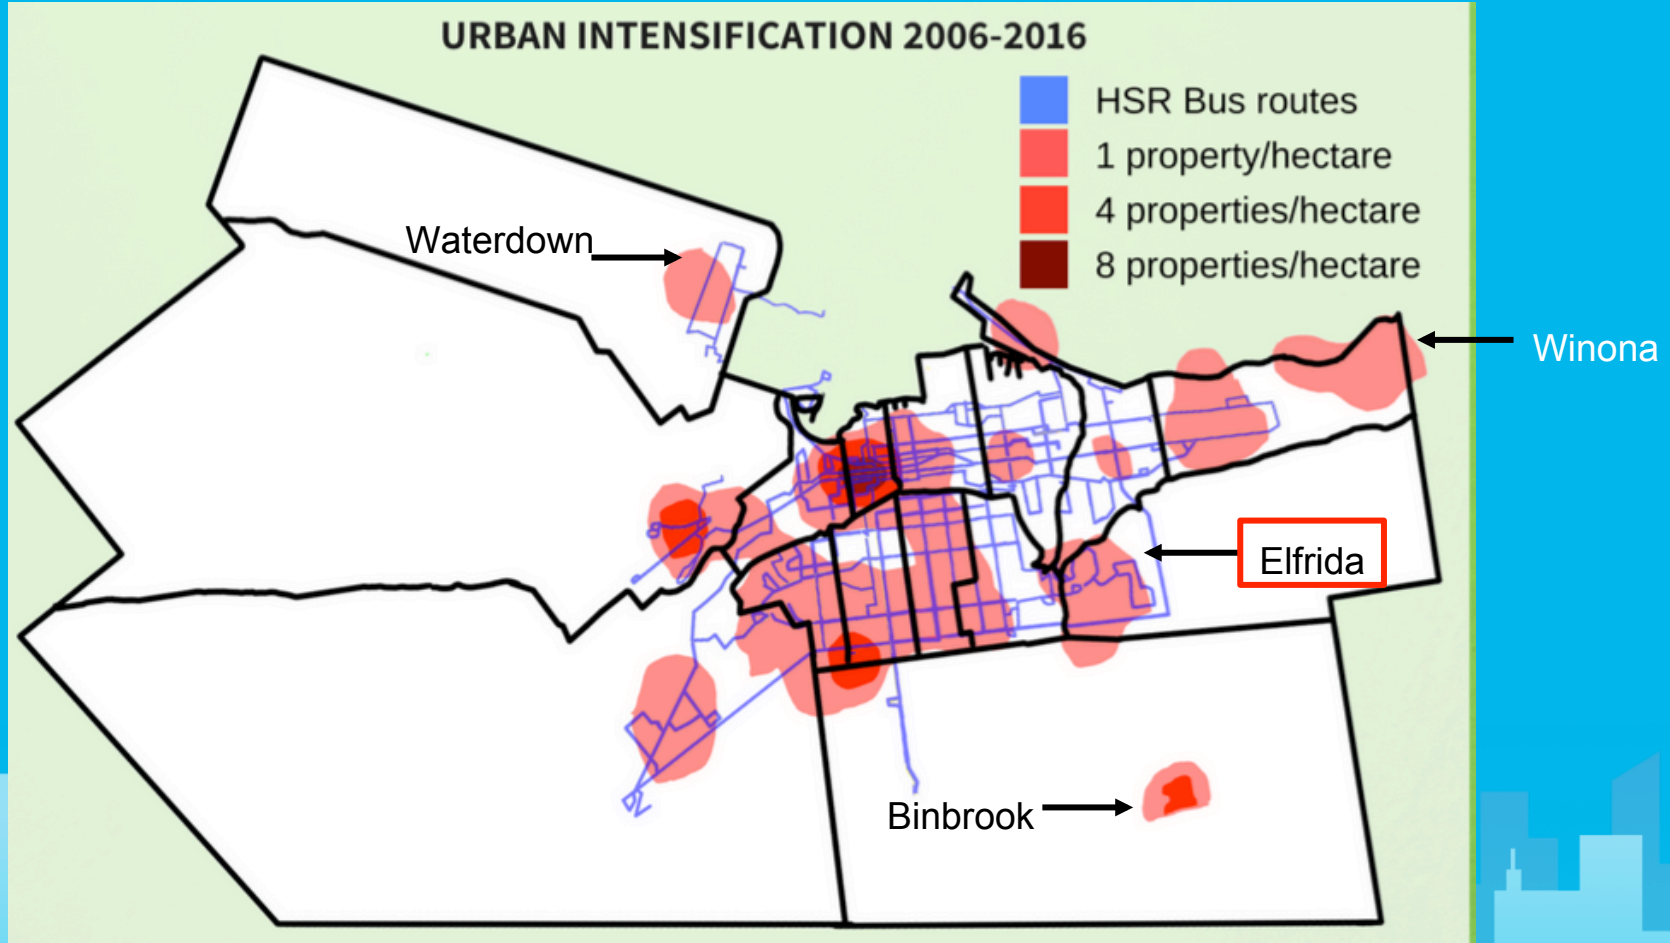 URBAN INTENSIFICATION 2006-2016
HSR Bus routes
1 property/hectare
4 properties/hectare
8 properties/hectare
Waterdown
Winona
Elfrida
Binbrook